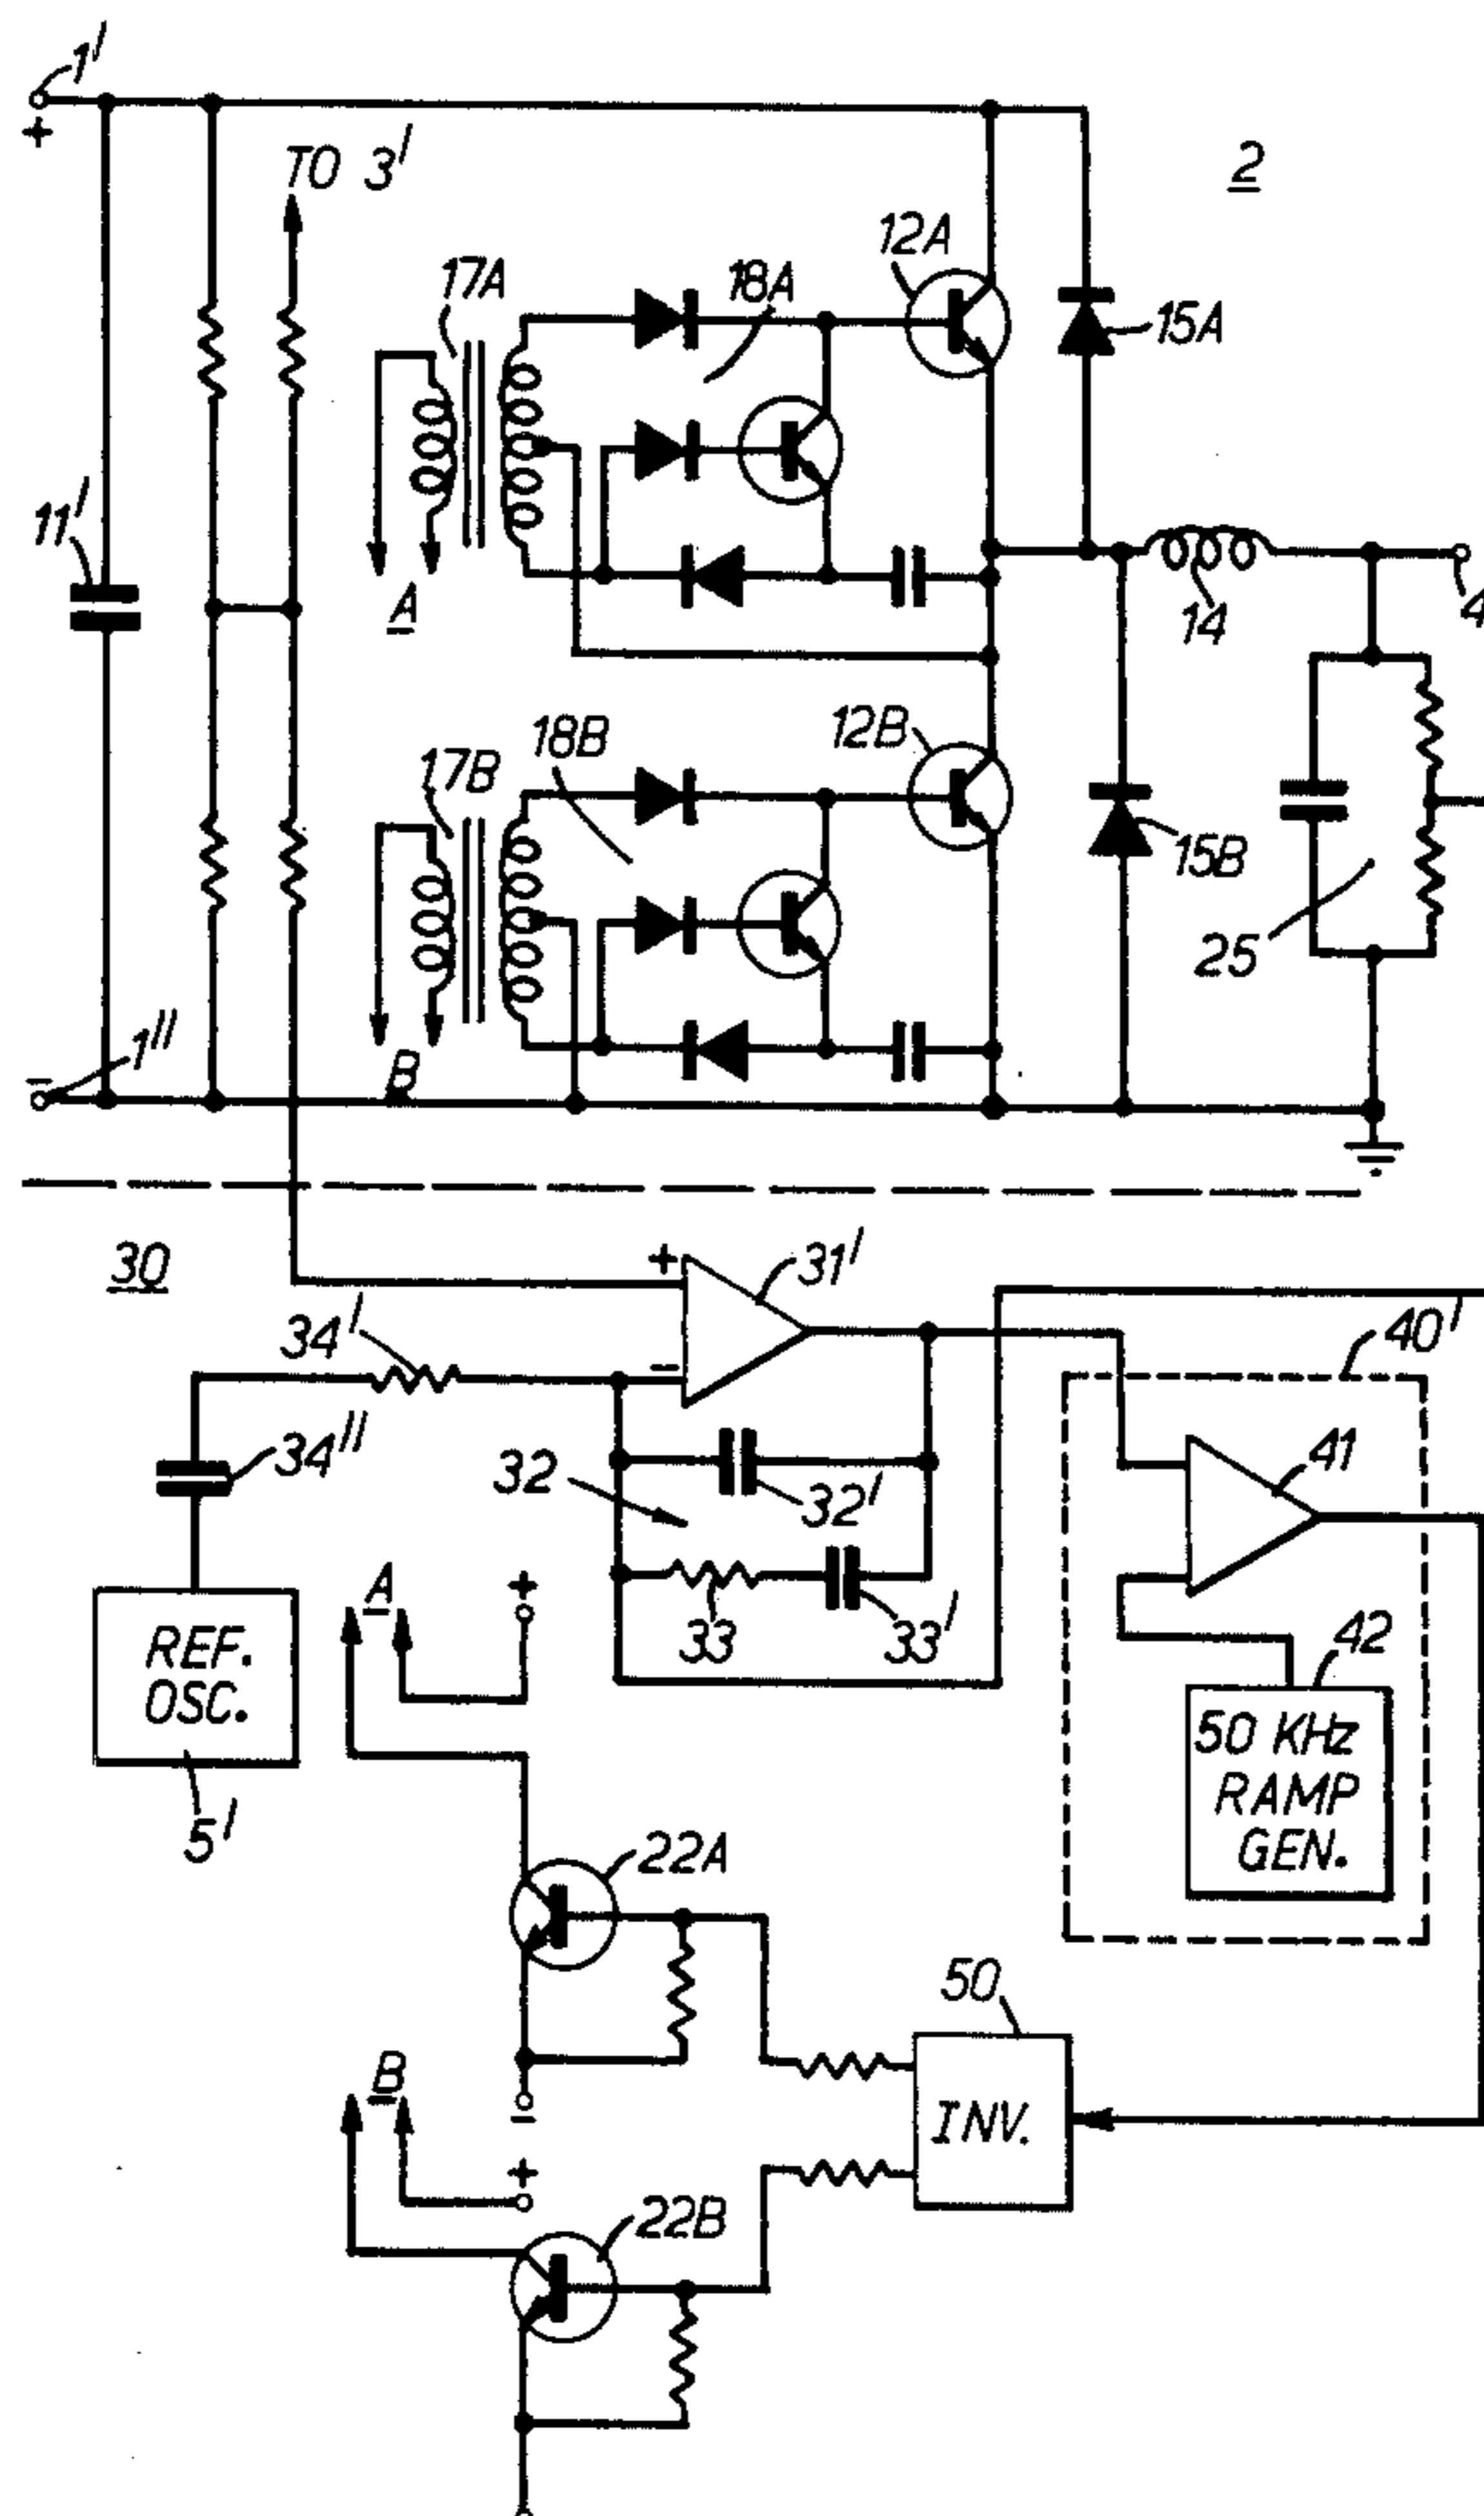 1'
+
TO 3'
2
12A
17A
18A
15A
11'
A
14
4
12B
18B
17B
15B
25
1''
−
B
30
+
31'
34'
−
40'
34''
32
32'
41
A
+
33
33'
42
REF.
OSC.
50 KHz
RAMP
GEN.
5'
22A
50
B
−
INV.
+
22B